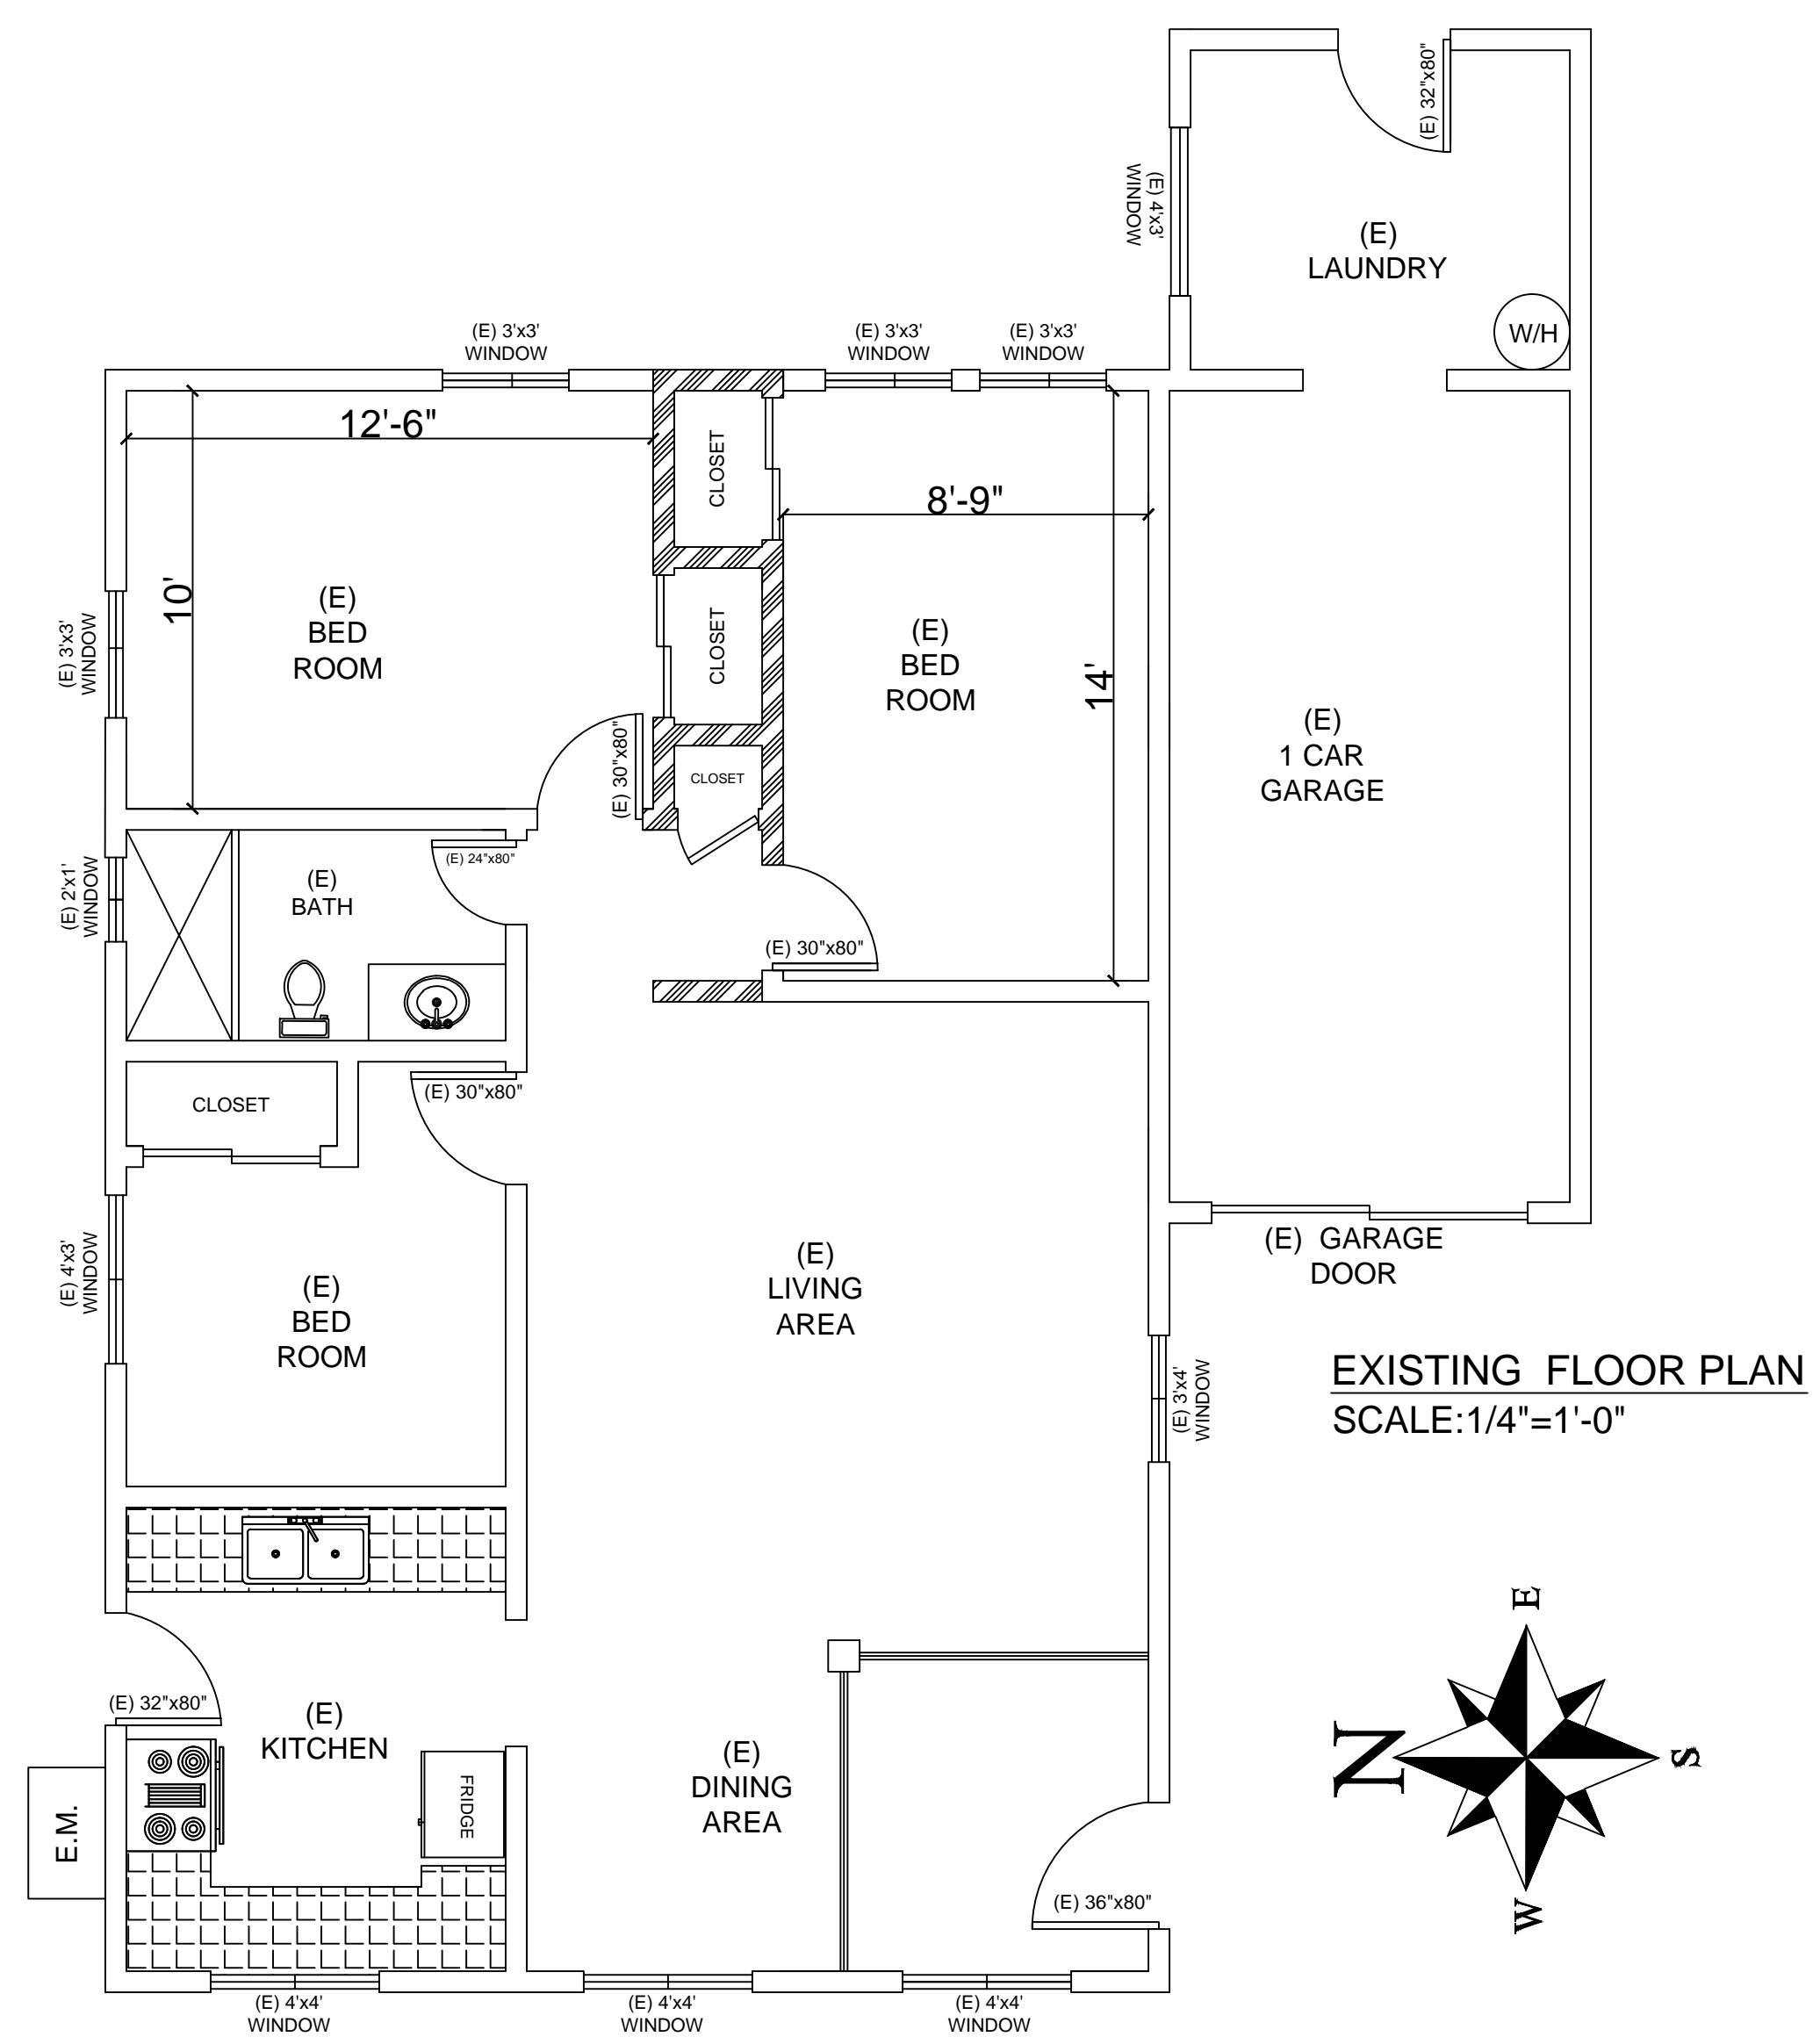 (E) 32"x80"
(E) 4'x3'
WINDOW
(E)
LAUNDRY
W/H
(E) 3'x3'
WINDOW
(E) 3'x3'
WINDOW
(E) 3'x3'
WINDOW
12'-6"
CLOSET
8'-9"
10'
(E)
BED
ROOM
(E) 3'x3'
WINDOW
CLOSET
(E)
BED
ROOM
14'
(E)
1 CAR
GARAGE
(E) 30"x80"
CLOSET
(E) 24"x80"
(E) 2'x1'
WINDOW
(E)
BATH
(E) 30"x80"
CLOSET
(E) 30"x80"
(E) 4'x3'
WINDOW
(E)
BED
ROOM
(E)
LIVING
AREA
(E) GARAGE
DOOR
(E) 3'x4'
WINDOW
EXISTING FLOOR PLAN
SCALE:1/4"=1'-0"
E
N
S
W
(E) 32"x80"
(E)
KITCHEN
FRIDGE
E.M.
(E)
DINING
AREA
(E) 36"x80"
(E) 4'x4'
WINDOW
(E) 4'x4'
WINDOW
(E) 4'x4'
WINDOW